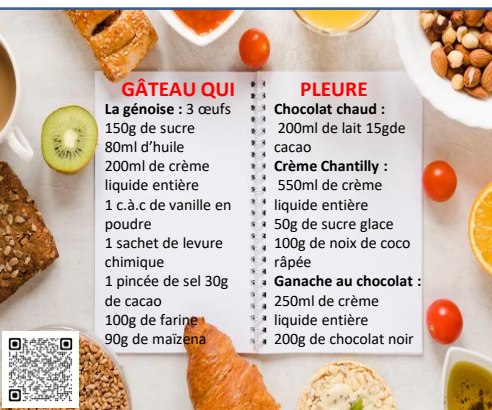 GÂTEAU QUI
La génoise : 3 œufs
150g de sucre
80ml d'huile
200ml de crème
liquide entière
1 c.à.c de vanille en
poudre
1 sachet de levure
chimique
1 pincée de sel 30g
de cacao
100g de farine
90g de maïzena
PLEURE
Chocolat chaud :
200ml de lait 15gde
cacao
Crème Chantilly :
550ml de crème
liquide entière
50g de sucre glace
100g de noix de coco
râpée
Ganache au chocolat :
250ml de crème
liquide entière
200g de chocolat noir